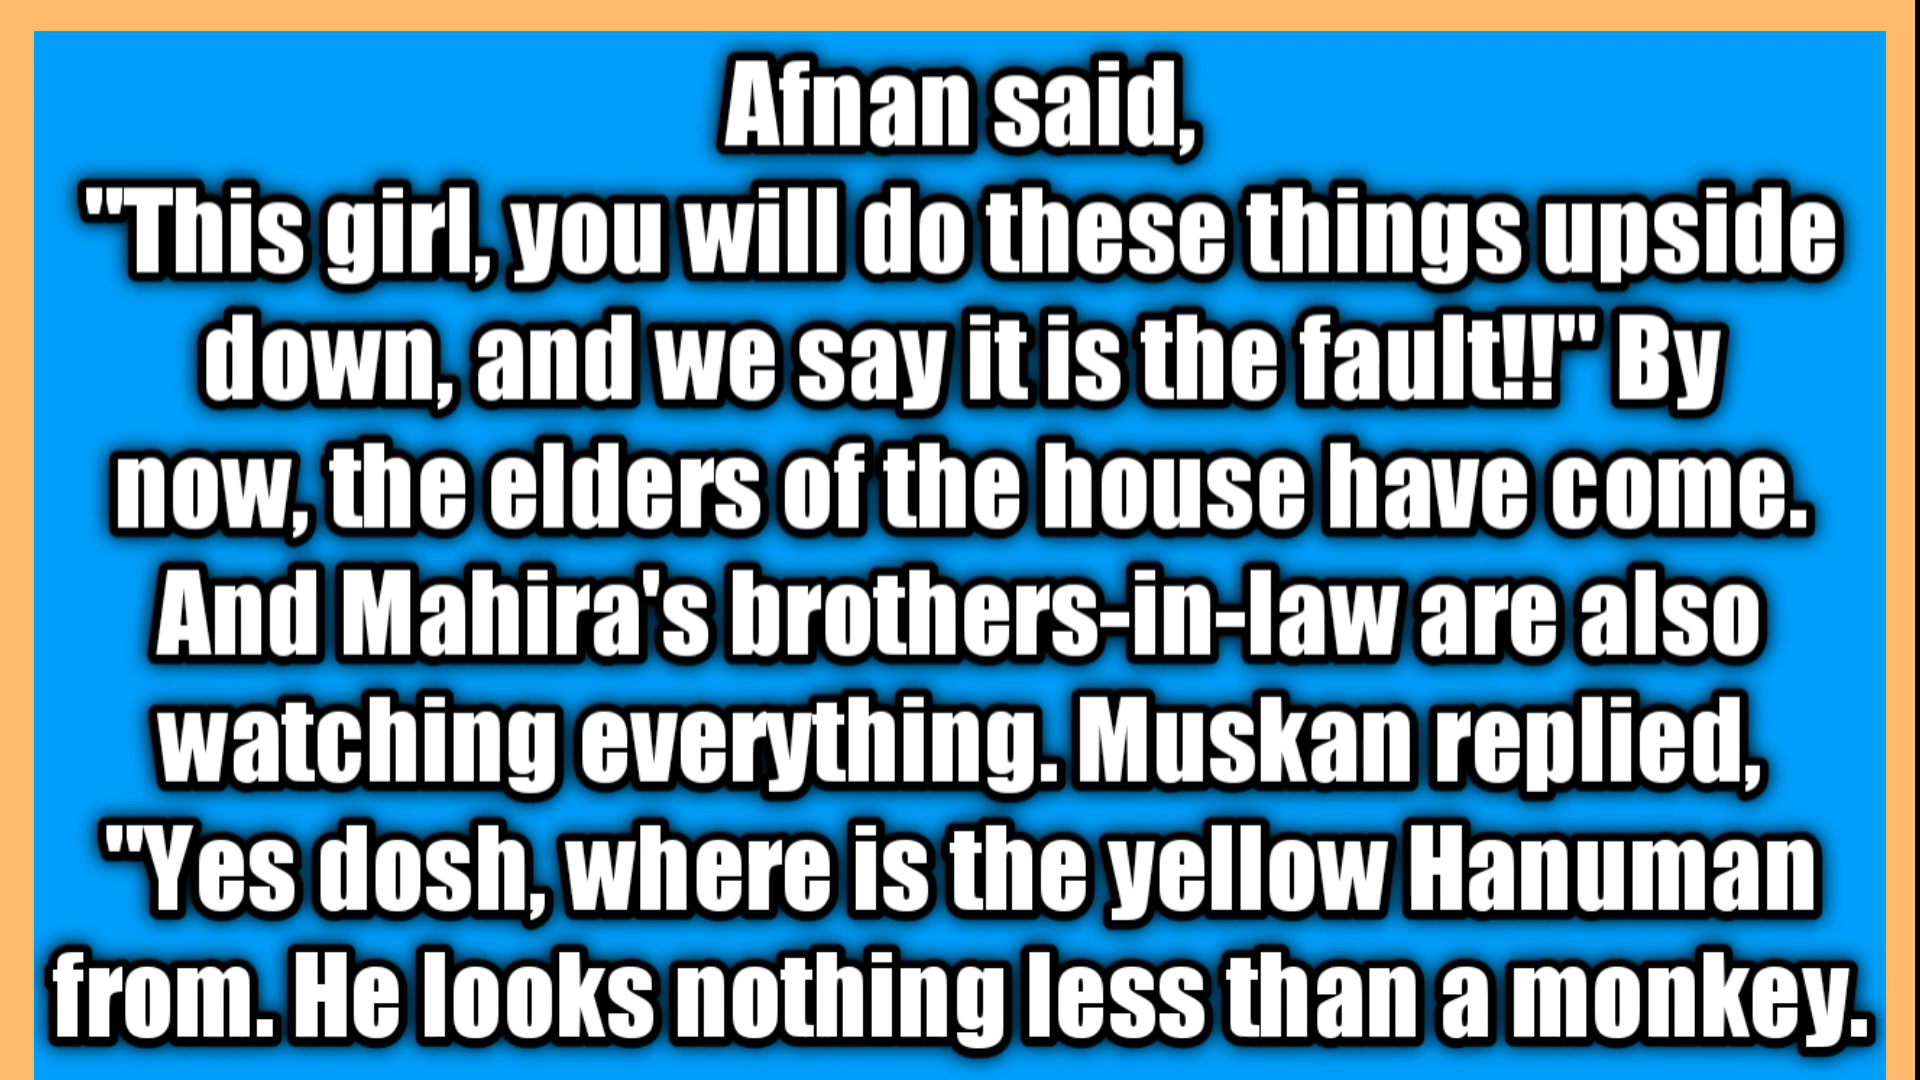 Afnan said,
"This girl, you will do these things upside
down, and we say it is the fault!!" By
now, the elders of the house have come.
And Mahira's brothers-in-law are also
watching everything. Muskan replied,
"Yes dosh, where is the yellow Hanuman
from. He looks nothing less than a monkey.